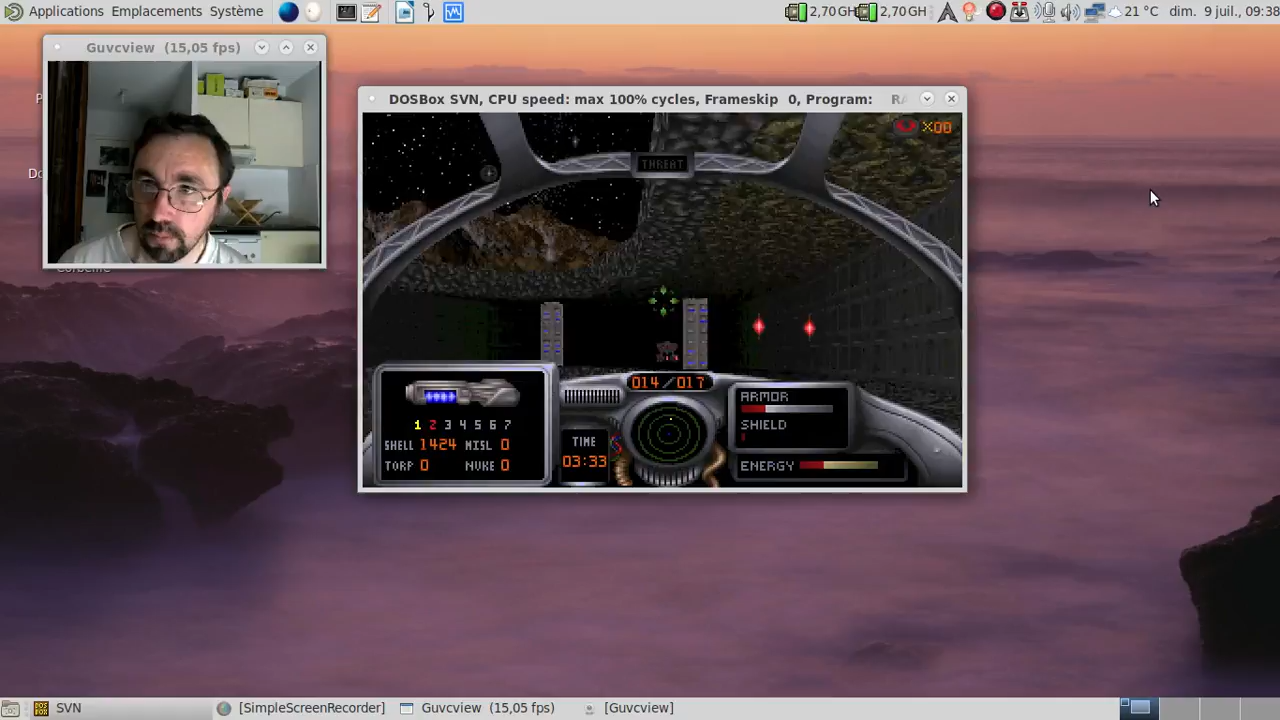 Applications Emplacements Système
2,70 GH 2,70 GH 21 °C dim. 9 juil., 09:38
Guvcview (15,05 fps)
DOSBox SVN, CPU speed: max 100% cycles, Frameskip 0, Program:
X00
THREAT
014/017
1 2 3 4 5 6 7
SHELL 1424 MISL 0
TORP 0 NUKE 0
TIME
03:33
ARMOR
SHIELD
ENERGY
SVN [SimpleScreenRecorder] Guvcview (15,05 fps) [Guvcview]